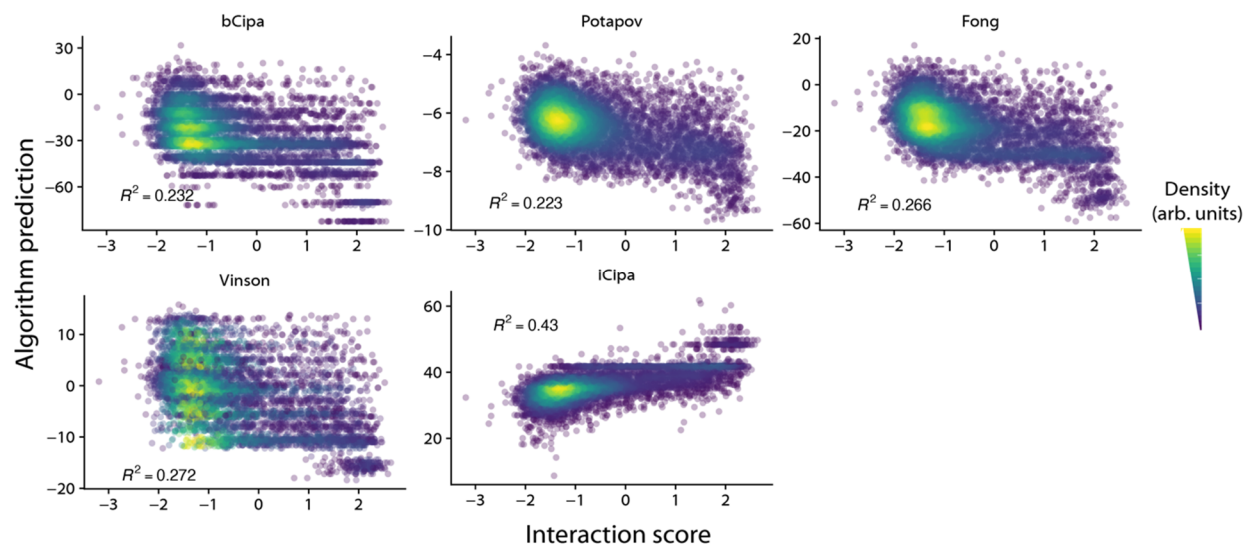 bCipa
Potapov
Fong
30
0
−30
−60
R² = 0.232
−3 −2 −1 0 1 2
−4
−6
−8
−10
R² = 0.223
−3 −2 −1 0 1 2
20
0
−20
−40
−60
R² = 0.266
−3 −2 −1 0 1 2
Density
(arb. units)
Algorithm prediction
Vinson
iCipa
10
0
−10
−20
R² = 0.272
−3 −2 −1 0 1 2
60
40
20
R² = 0.43
−3 −2 −1 0 1 2
Interaction score